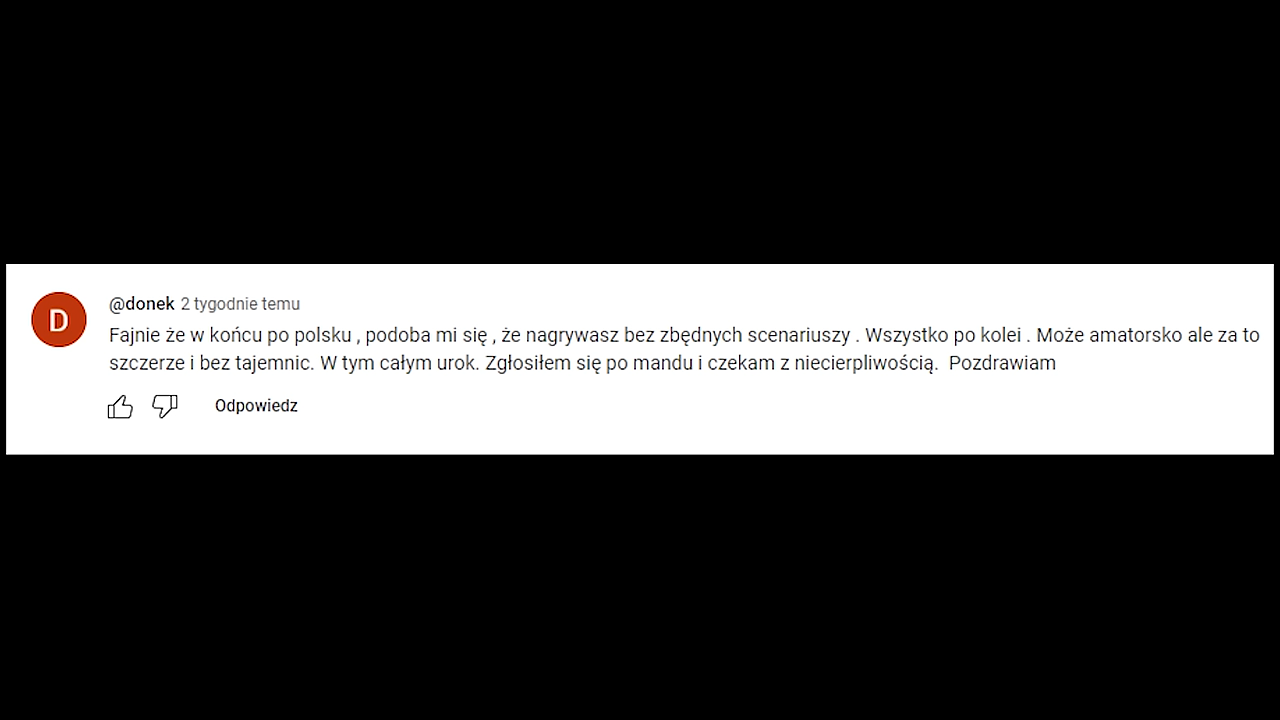 D
@donek 2 tygodnie temu
Fajnie że w końcu po polsku , podoba mi się , że nagrywasz bez zbędnych scenariuszy . Wszystko po kolei . Może amatorsko ale za to
szczerze i bez tajemnic. W tym całym urok. Zgłosiłem się po mandu i czekam z niecierpliwością.  Pozdrawiam
Odpowiedz